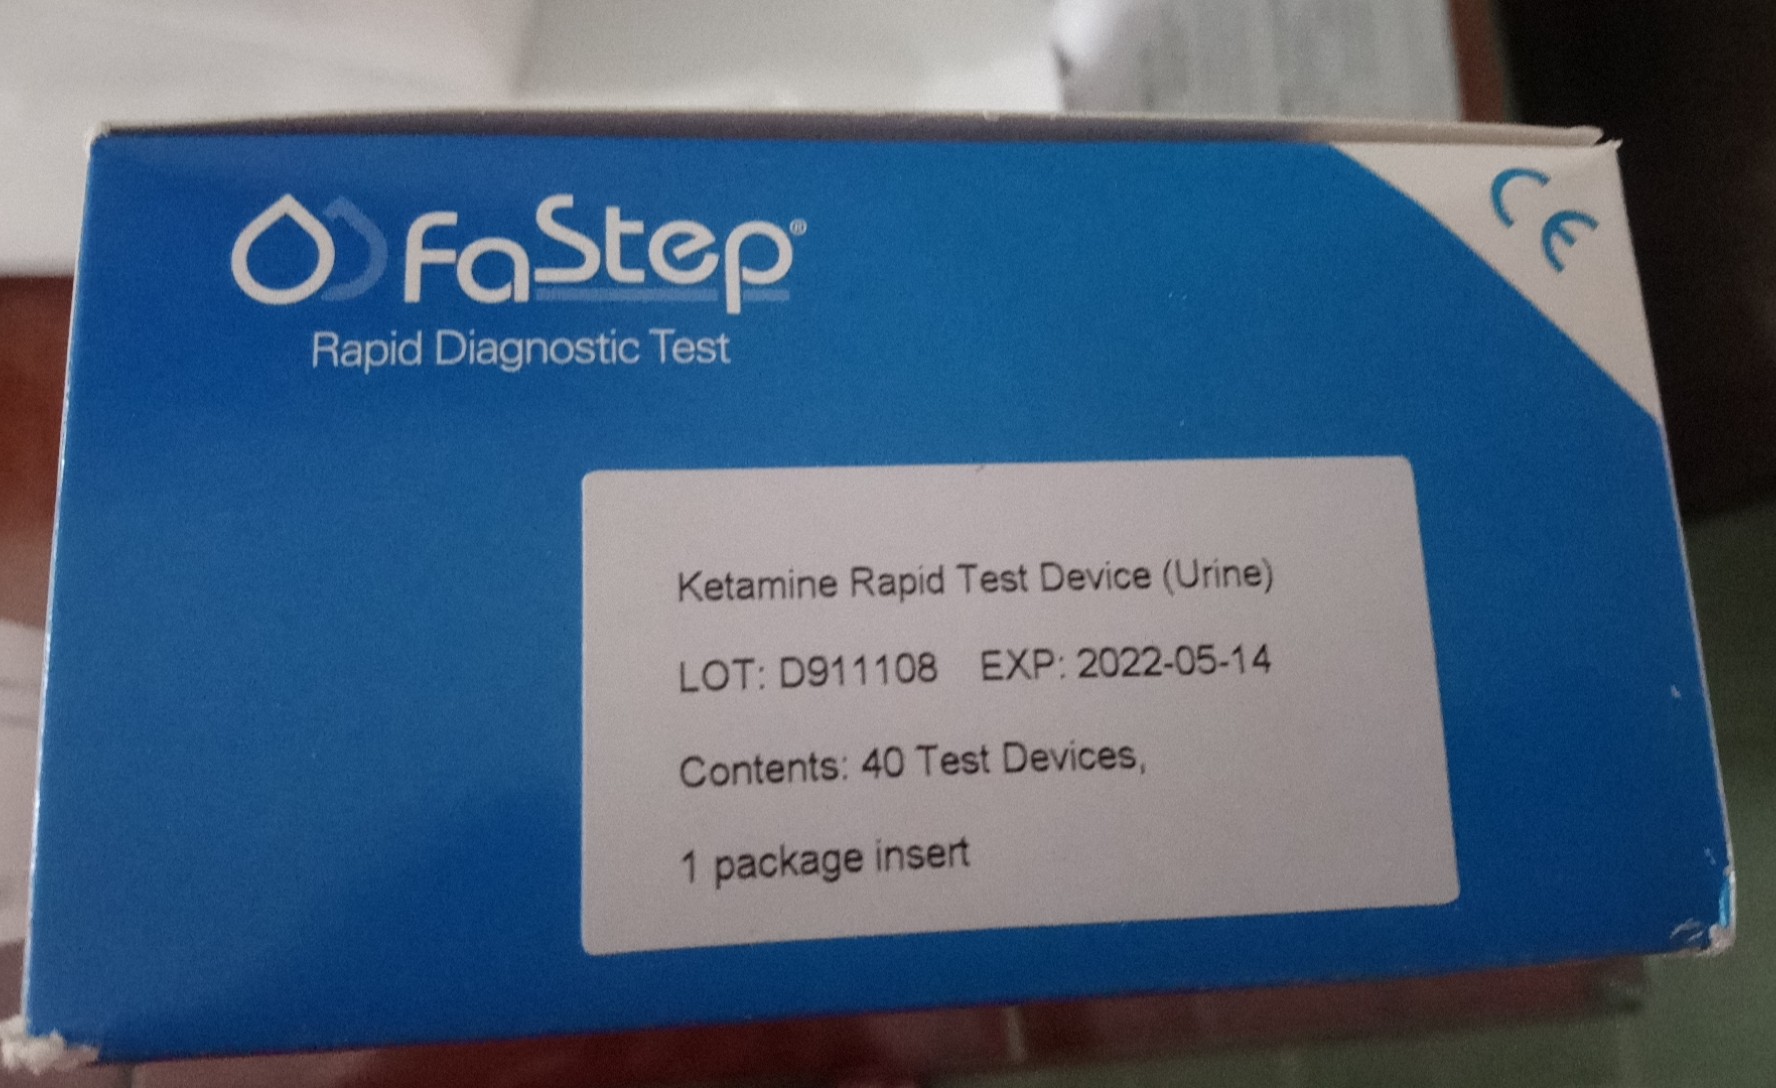 FaStep®
CE
Rapid Diagnostic Test
Ketamine Rapid Test Device (Urine)
LOT: D911108 EXP: 2022-05-14
Contents: 40 Test Devices,
1 package insert